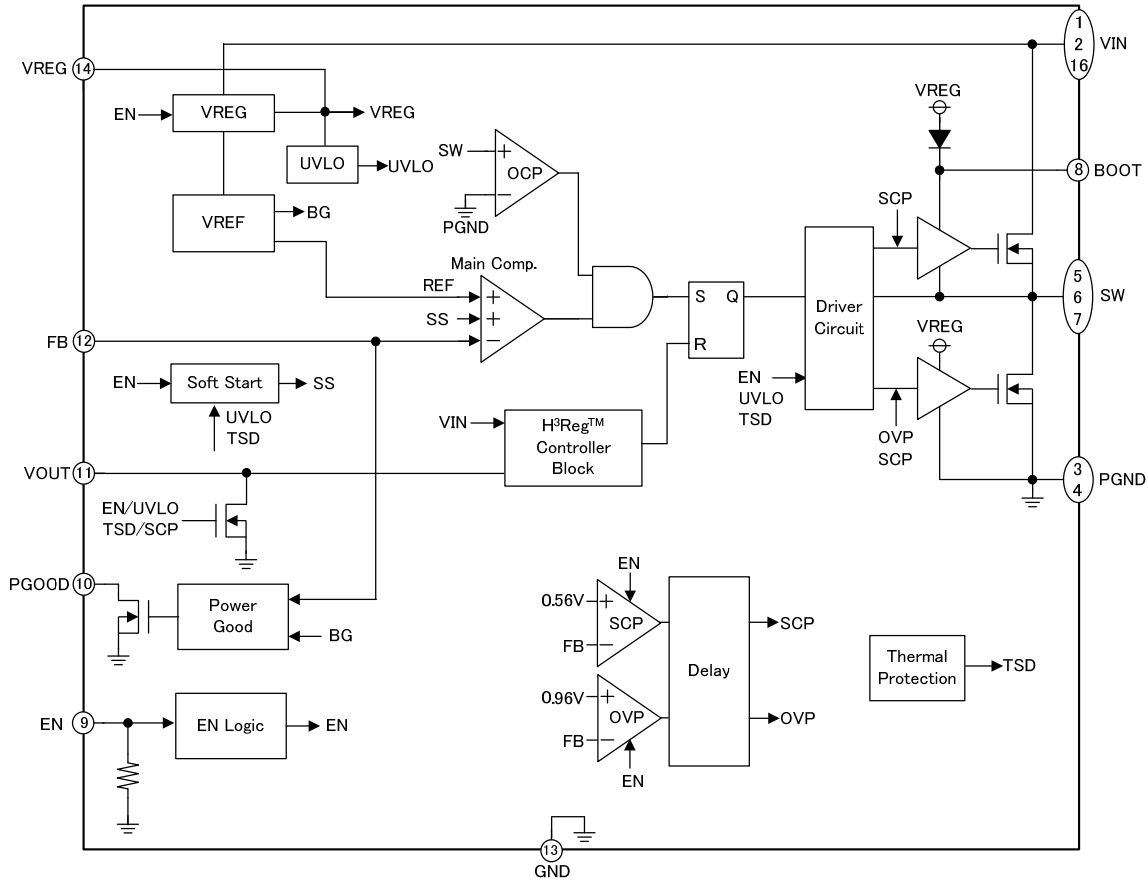 1
2
16
VIN
VREG
14
EN
VREG
VREG
UVLO
UVLO
VREF
BG
SW
+
OCP
−
PGND
VREG
8
BOOT
SCP
Main Comp.
REF
+
SS
+
−
S
Q
R
Driver
Circuit
5
6
7
SW
FB
12
EN
Soft Start
SS
UVLO
TSD
EN
UVLO
TSD
VREG
OVP
SCP
VIN
H³Reg™
Controller
Block
VOUT
11
3
4
PGND
EN/UVLO
TSD/SCP
PGOOD
10
Power
Good
BG
EN
0.56V
+
SCP
FB
−
0.96V
+
OVP
FB
−
EN
Delay
SCP
OVP
Thermal
Protection
TSD
EN
9
EN Logic
EN
13
GND